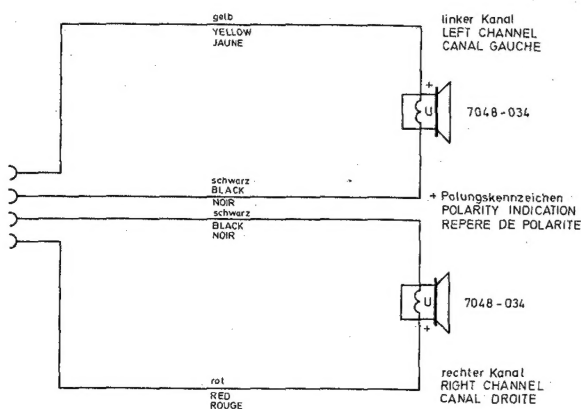 gelb
YELLOW
JAUNE
linker Kanal
LEFT CHANNEL
CANAL GAUCHE
+
U
7048-034
schwarz
BLACK
NOIR
+ Polungskennzeichen
POLARITY INDICATION
REPERE DE POLARITE
schwarz
BLACK
NOIR
U
7048-034
+
rot
RED
ROUGE
rechter Kanal
RIGHT CHANNEL
CANAL DROITE